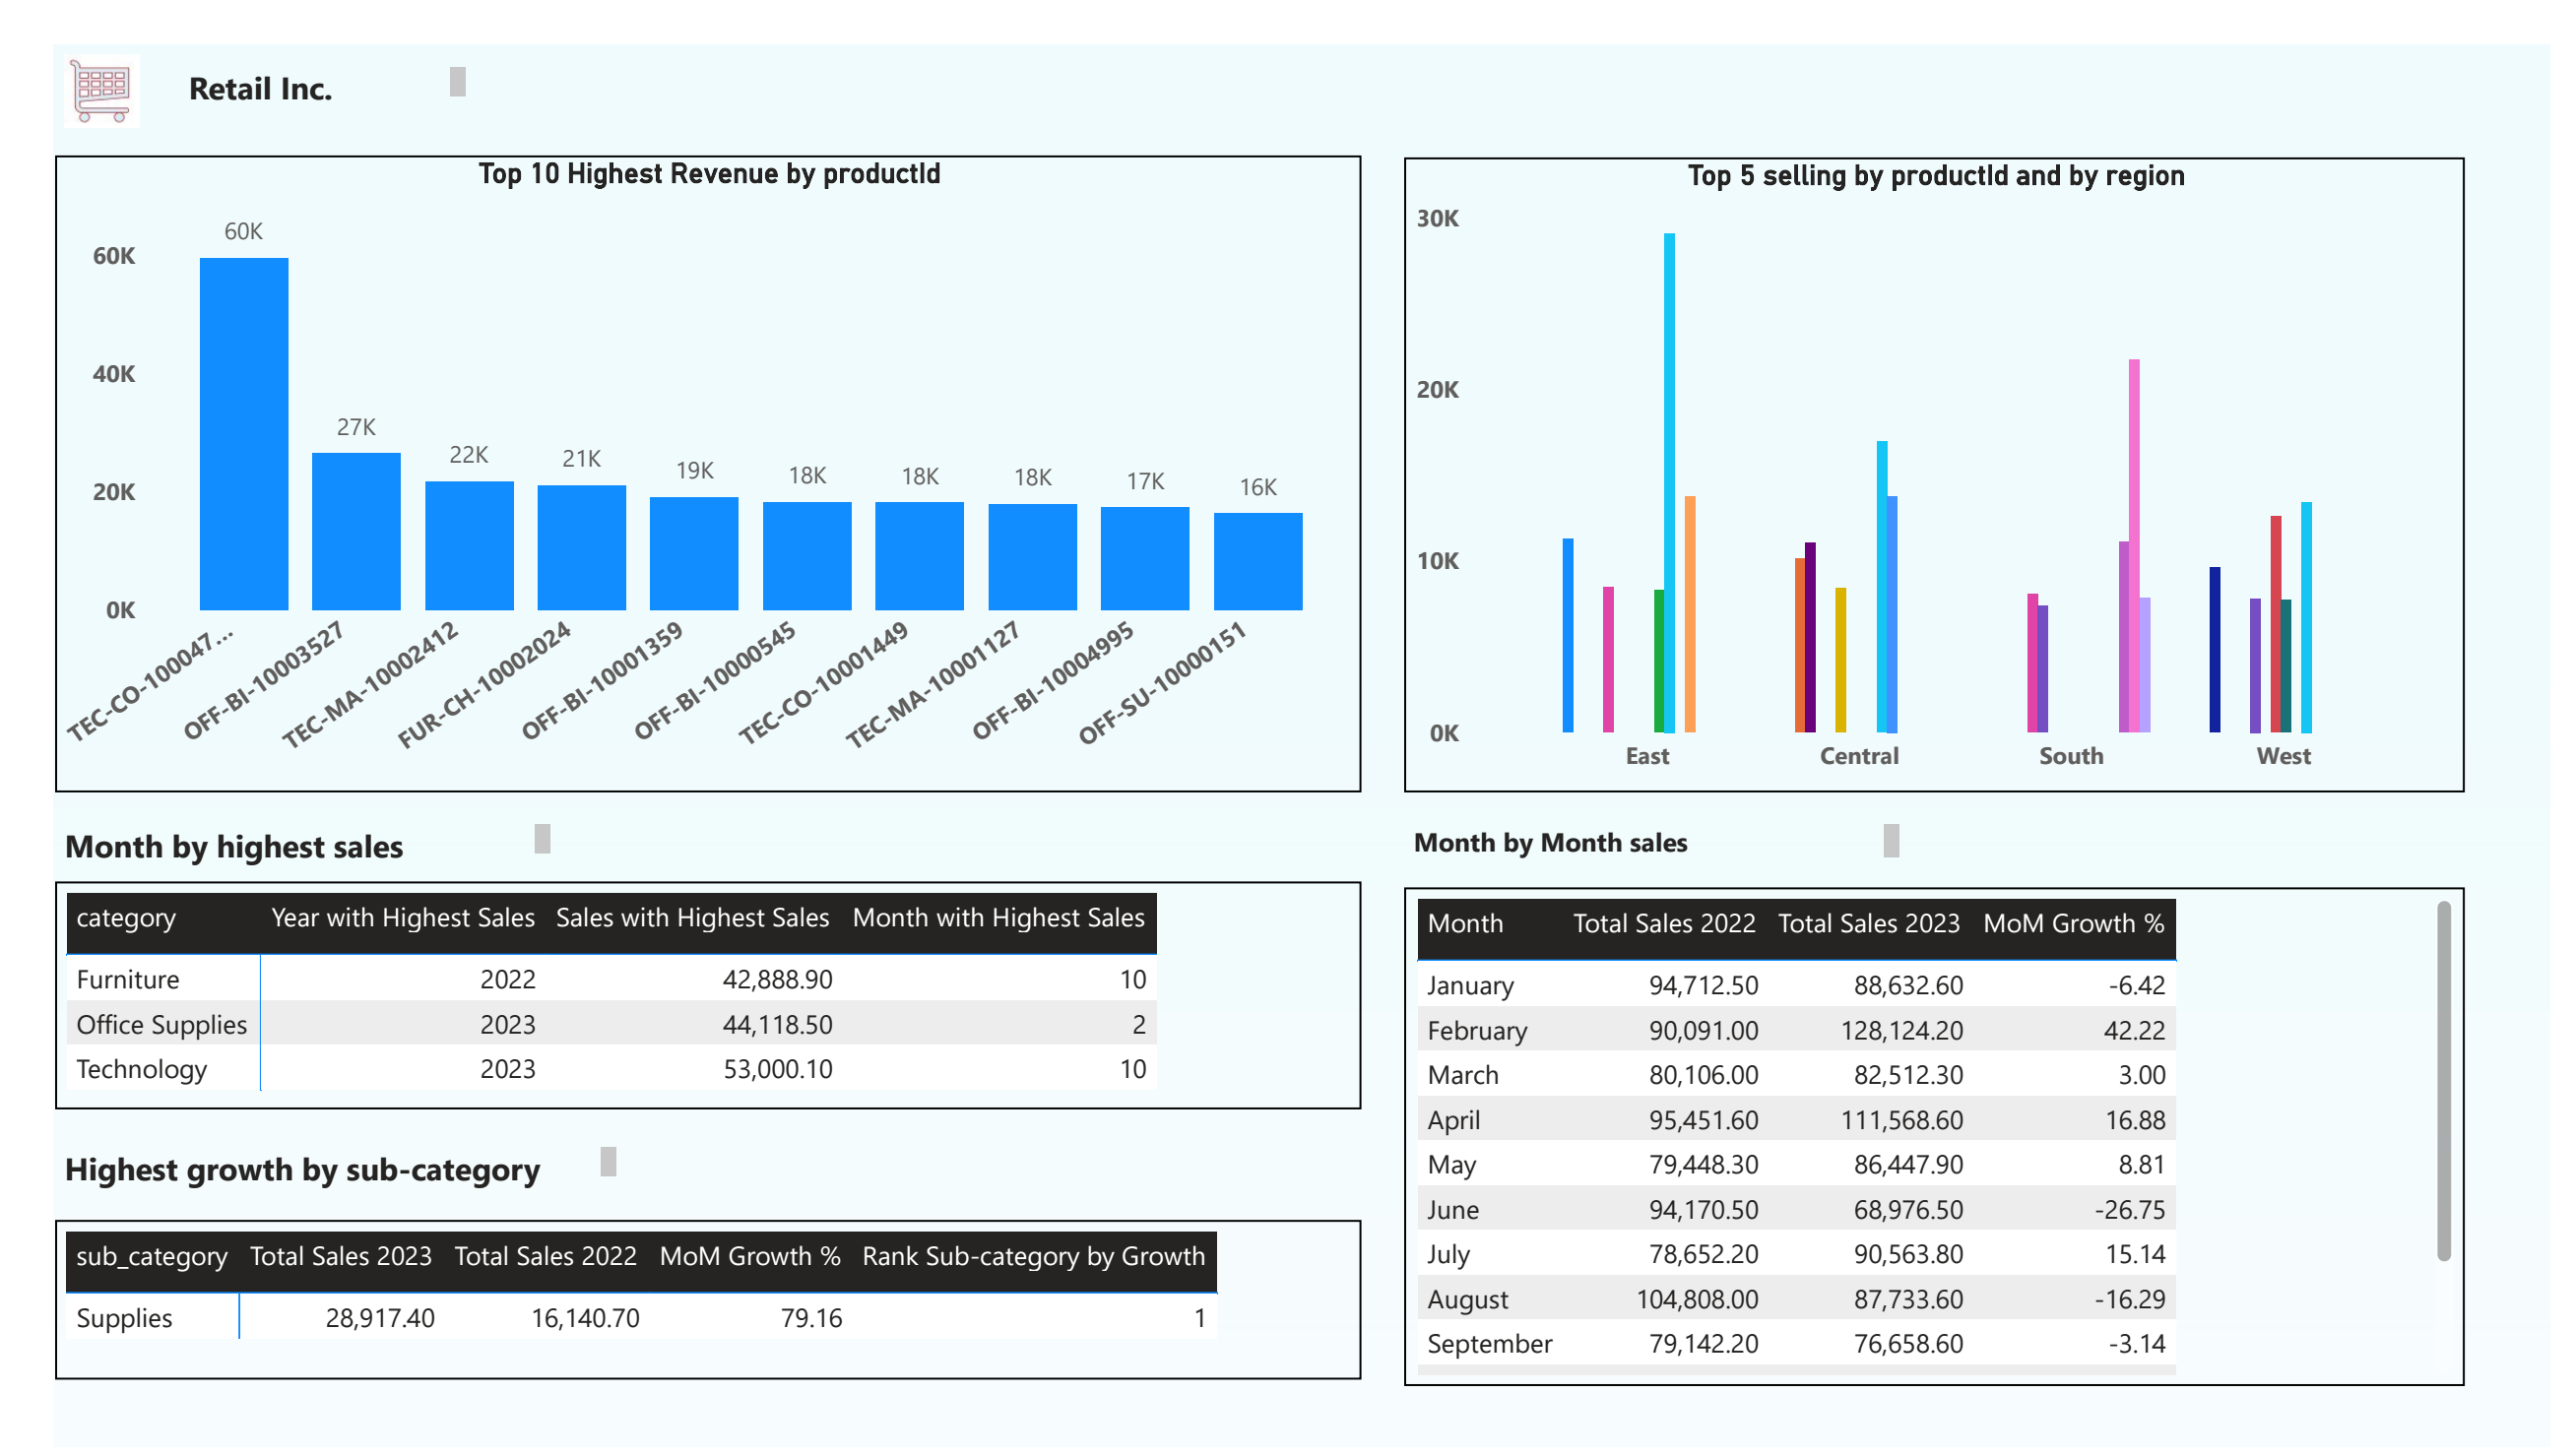 Retail Inc.
Top 10 Highest Revenue by productId
60K
40K
20K
0K
60K
27K
22K
21K
19K
18K
18K
18K
17K
16K
TEC-CO-100047...
OFF-BI-10003527
TEC-MA-10002412
FUR-CH-10002024
OFF-BI-10001359
OFF-BI-10000545
TEC-CO-10001449
TEC-MA-10001127
OFF-BI-10004995
OFF-SU-10000151
Top 5 selling by productId and by region
30K
20K
10K
0K
East Central South West
Month by highest sales
category Year with Highest Sales Sales with Highest Sales Month with Highest Sales
Furniture 2022 42,888.90 10
Office Supplies 2023 44,118.50 2
Technology 2023 53,000.10 10
Highest growth by sub-category
sub_category Total Sales 2023 Total Sales 2022 MoM Growth % Rank Sub-category by Growth
Supplies 28,917.40 16,140.70 79.16 1
Month by Month sales
Month Total Sales 2022 Total Sales 2023 MoM Growth %
January 94,712.50 88,632.60 -6.42
February 90,091.00 128,124.20 42.22
March 80,106.00 82,512.30 3.00
April 95,451.60 111,568.60 16.88
May 79,448.30 86,447.90 8.81
June 94,170.50 68,976.50 -26.75
July 78,652.20 90,563.80 15.14
August 104,808.00 87,733.60 -16.29
September 79,142.20 76,658.60 -3.14